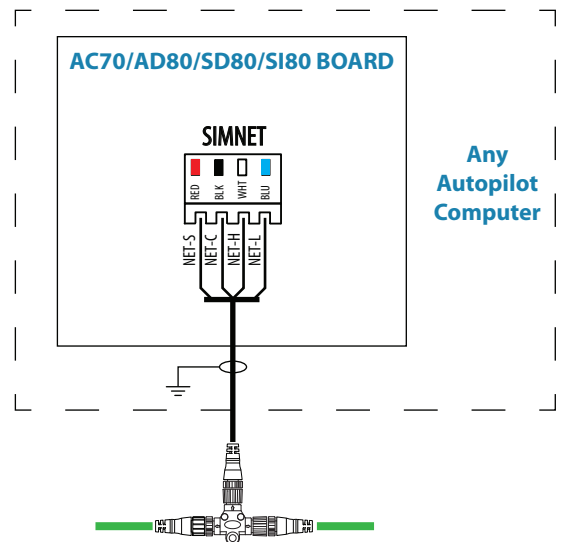 AC70/AD80/SD80/SI80 BOARD
SIMNET
RED BLK WHT BLU
NET-S NET-C NET-H NET-L
Any
Autopilot
Computer